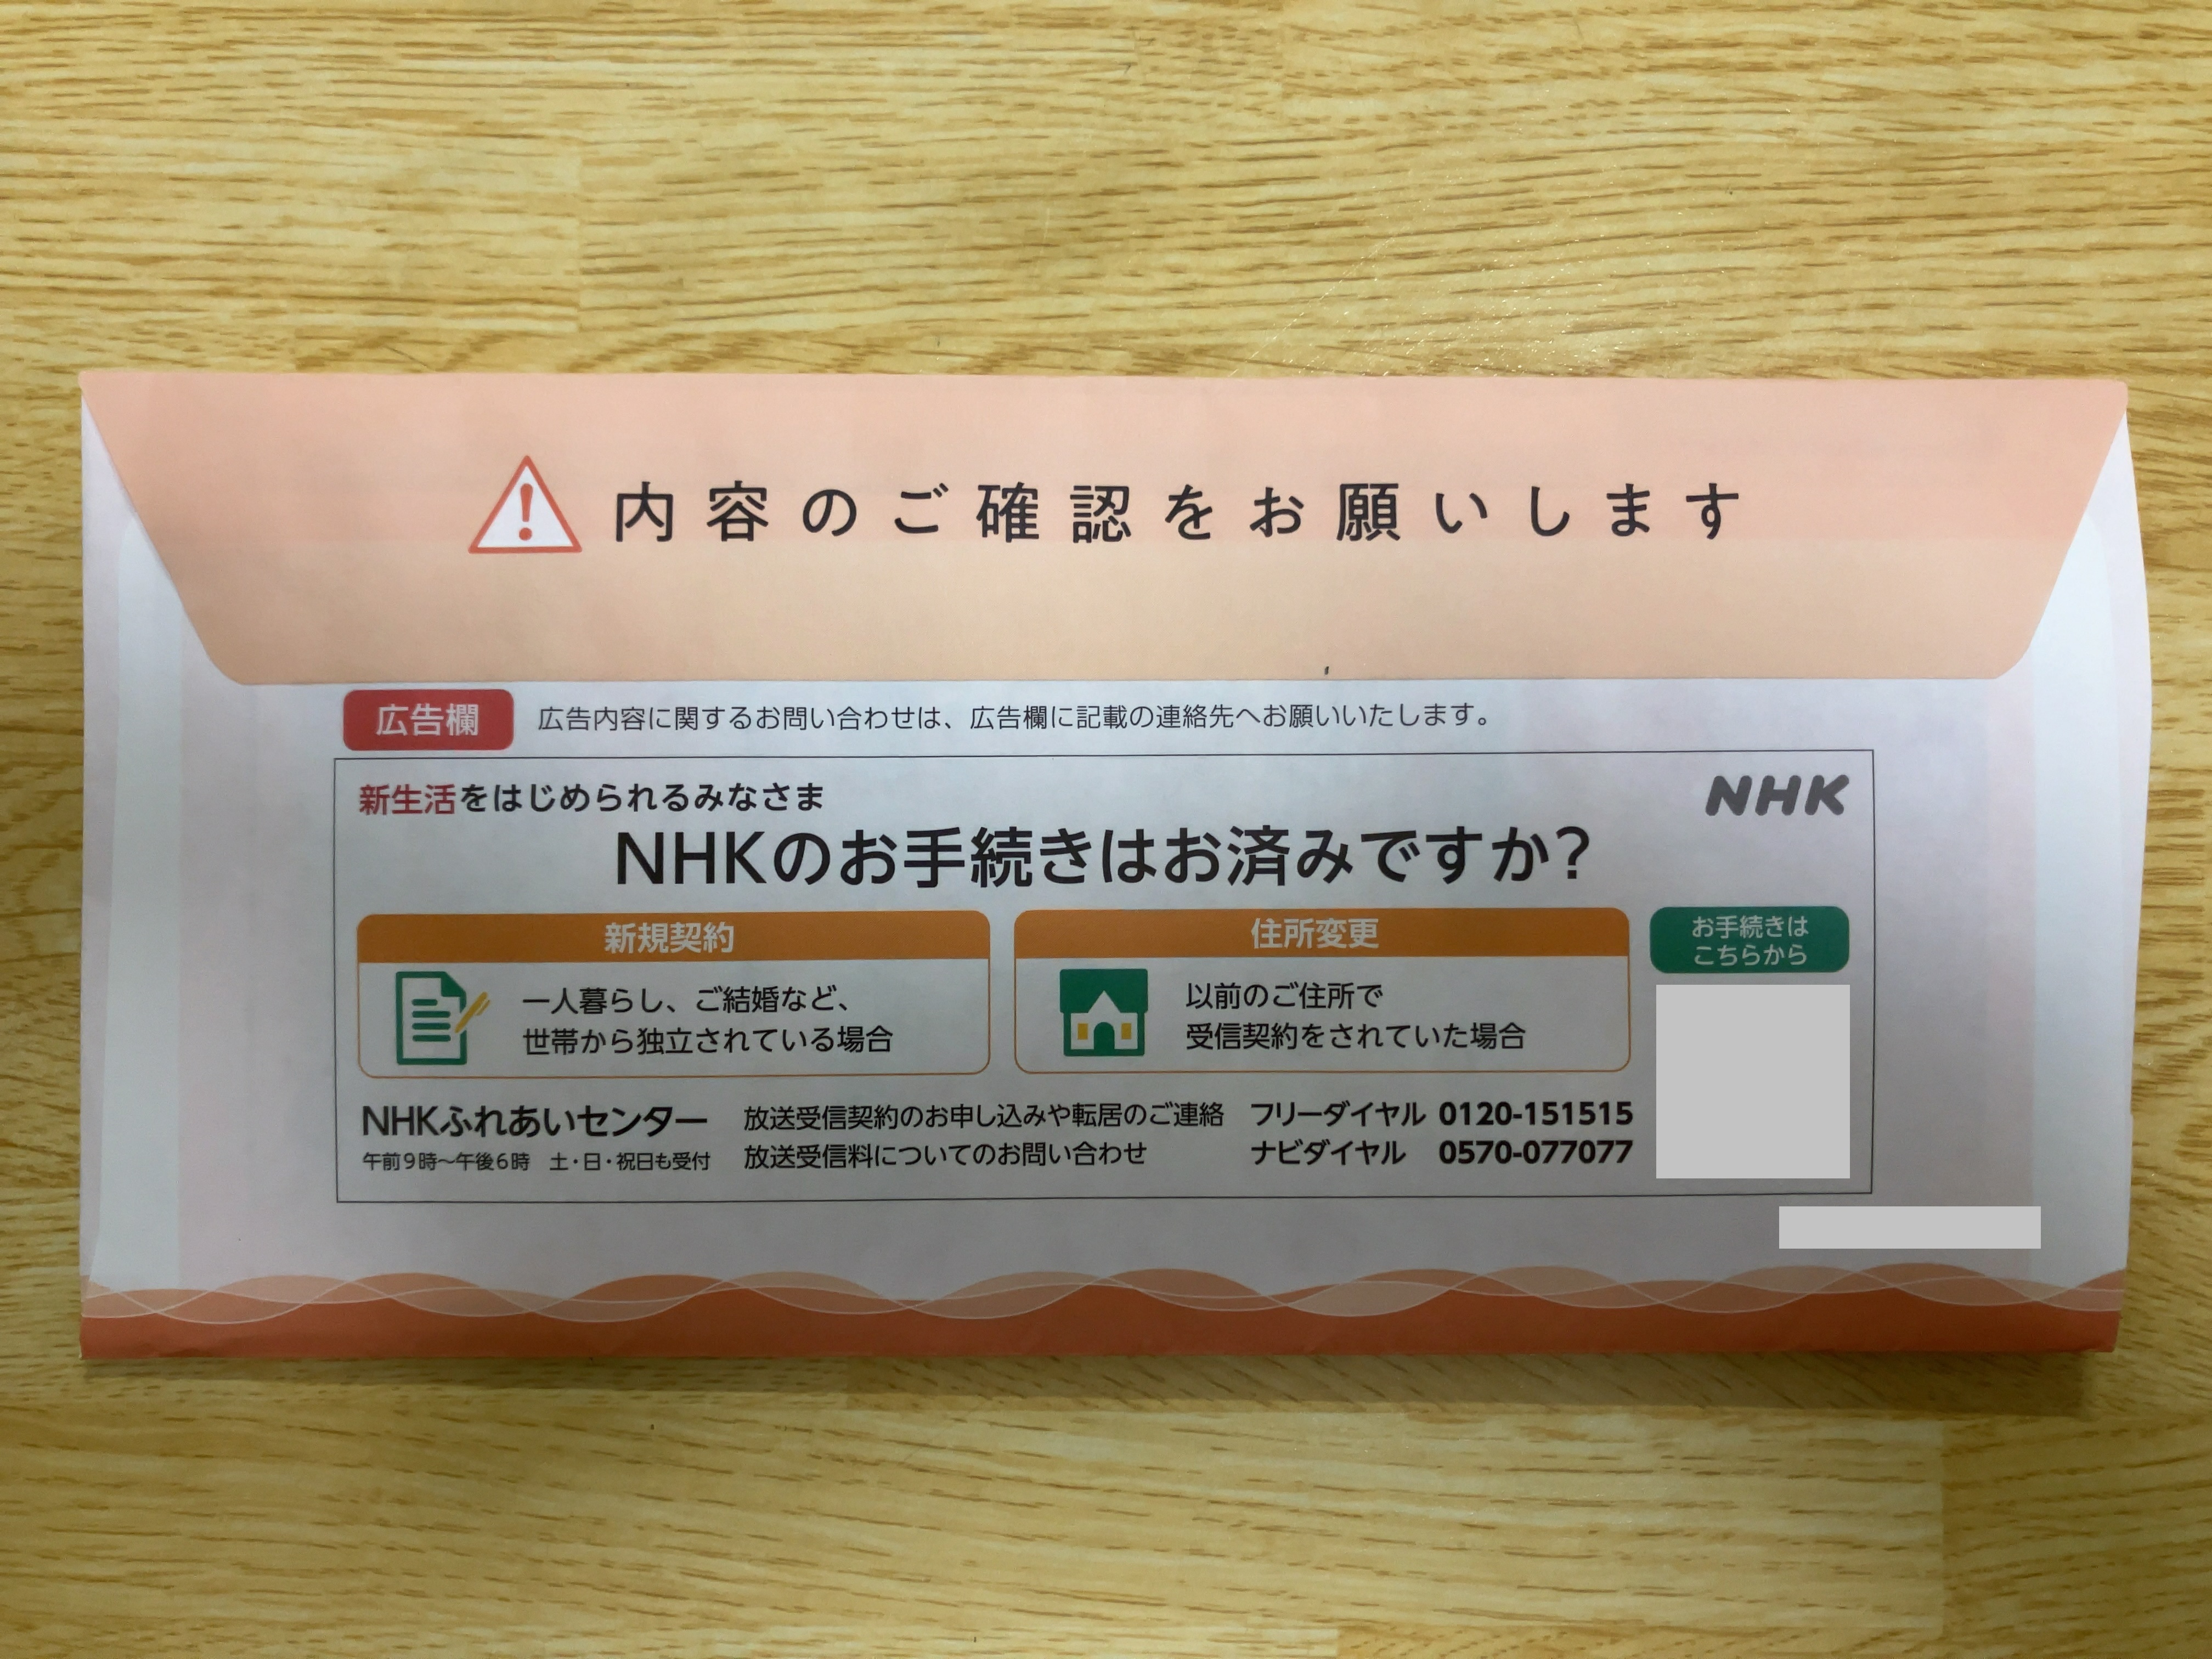 内容のご確認をお願いします
広告欄 広告内容に関するお問い合わせは、広告欄に記載の連絡先へお願いいたします。
新生活をはじめられるみなさま
NHK
NHKのお手続きはお済みですか？
新規契約
一人暮らし、ご結婚など、
世帯から独立されている場合
住所変更
以前のご住所で
受信契約をされていた場合
お手続きは
こちらから
NHKふれあいセンター
午前9時～午後6時 土・日・祝日も受付
放送受信契約のお申し込みや転居のご連絡 フリーダイヤル 0120-151515
放送受信料についてのお問い合わせ ナビダイヤル 0570-077077